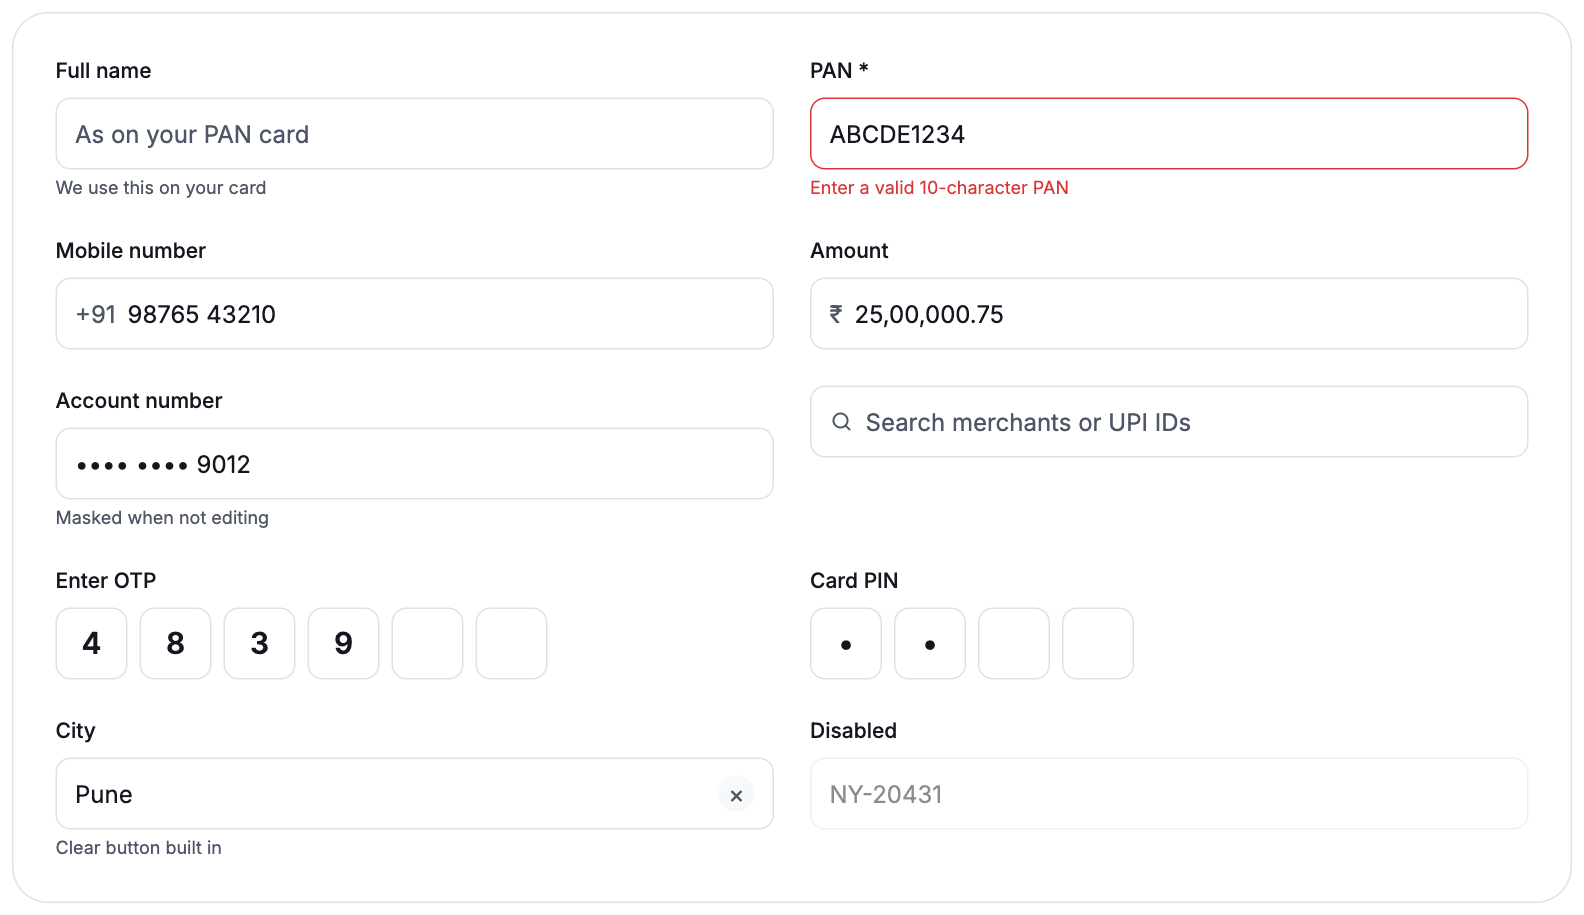 Full name
As on your PAN card
We use this on your card
PAN *
ABCDE1234
Enter a valid 10-character PAN
Mobile number
+91 98765 43210
Amount
₹ 25,00,000.75
Account number
•••• •••• 9012
Masked when not editing
Search merchants or UPI IDs
Enter OTP
4 8 3 9
Card PIN
• •
City
Pune
×
Clear button built in
Disabled
NY-20431